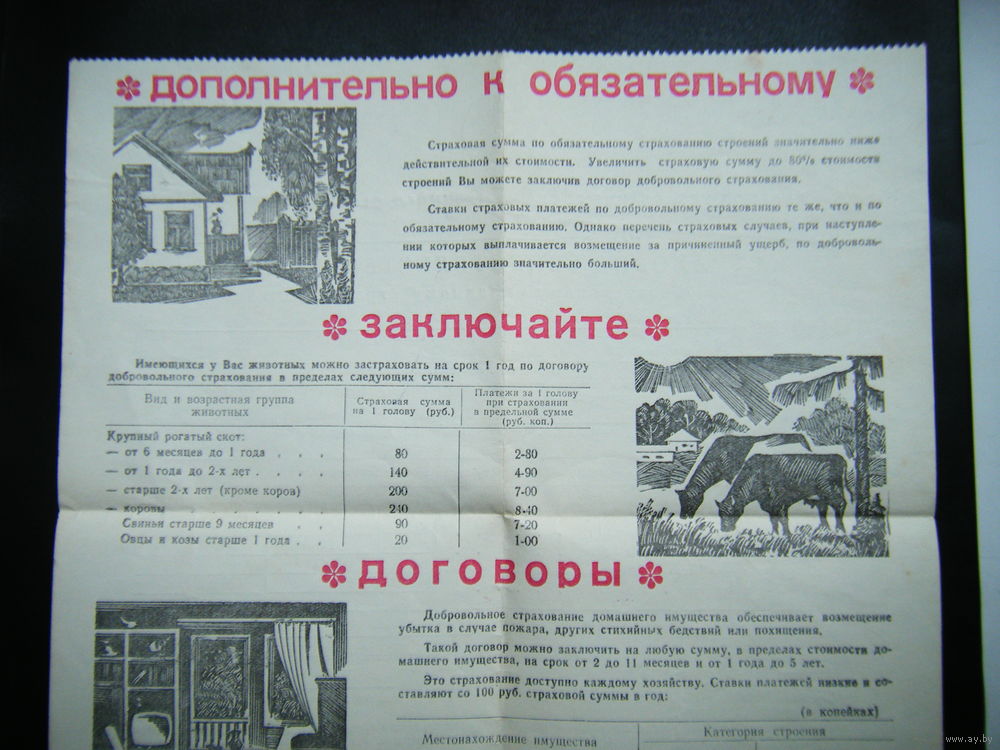 ДОПОЛНИТЕЛЬНО К ОБЯЗАТЕЛЬНОМУ
Страховая сумма по обязательному страхованию строений значительно ниже
действительной их стоимости. Увеличить страховую сумму до 80% стоимости
строений Вы можете заключив договор добровольного страхования.
Ставки страховых платежей по добровольному страхованию те же, что и по
обязательному страхованию. Однако перечень страховых случаев, при наступле-
нии которых выплачивается возмещение за причиненный ущерб, по доброволь-
ному страхованию значительно больший.
ЗАКЛЮЧАЙТЕ
Имеющихся у Вас животных можно застраховать на срок 1 год по договору
добровольного страхования в пределах следующих сумм:
Вид и возрастная группа
животных
Страховая сумма
на 1 голову (руб.)
Платежи за 1 голову
при страховании
в предельной сумме
(руб. коп.)
Крупный рогатый скот:
— от 6 месяцев до 1 года . . . 80 2-80
— от 1 года до 2-х лет . . . 140 4-90
— старше 2-х лет (кроме коров) 200 7-00
— коровы . . . . . . 240 8-40
Свиньи старше 9 месяцев . . 90 7-20
Овцы и козы старше 1 года . . 20 1-00
ДОГОВОРЫ
Добровольное страхование домашнего имущества обеспечивает возмещение
убытка в случае пожара, других стихийных бедствий или похищения.
Такой договор можно заключить на любую сумму, в пределах стоимости до-
машнего имущества, на срок от 2 до 11 месяцев и от 1 года до 5 лет.
Это страхование доступно каждому хозяйству. Ставки платежей низкие и со-
ставляют со 100 руб. страховой суммы в год:
(в копейках)
Местонахождение имущества
Категория строения
www.ay.by